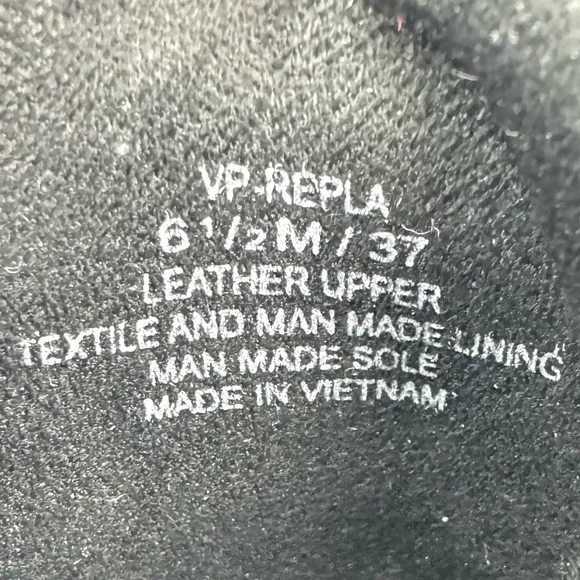 VP-REPLA
6 1/2 M / 37
LEATHER UPPER
TEXTILE AND MAN MADE LINING
MAN MADE SOLE
MADE IN VIETNAM